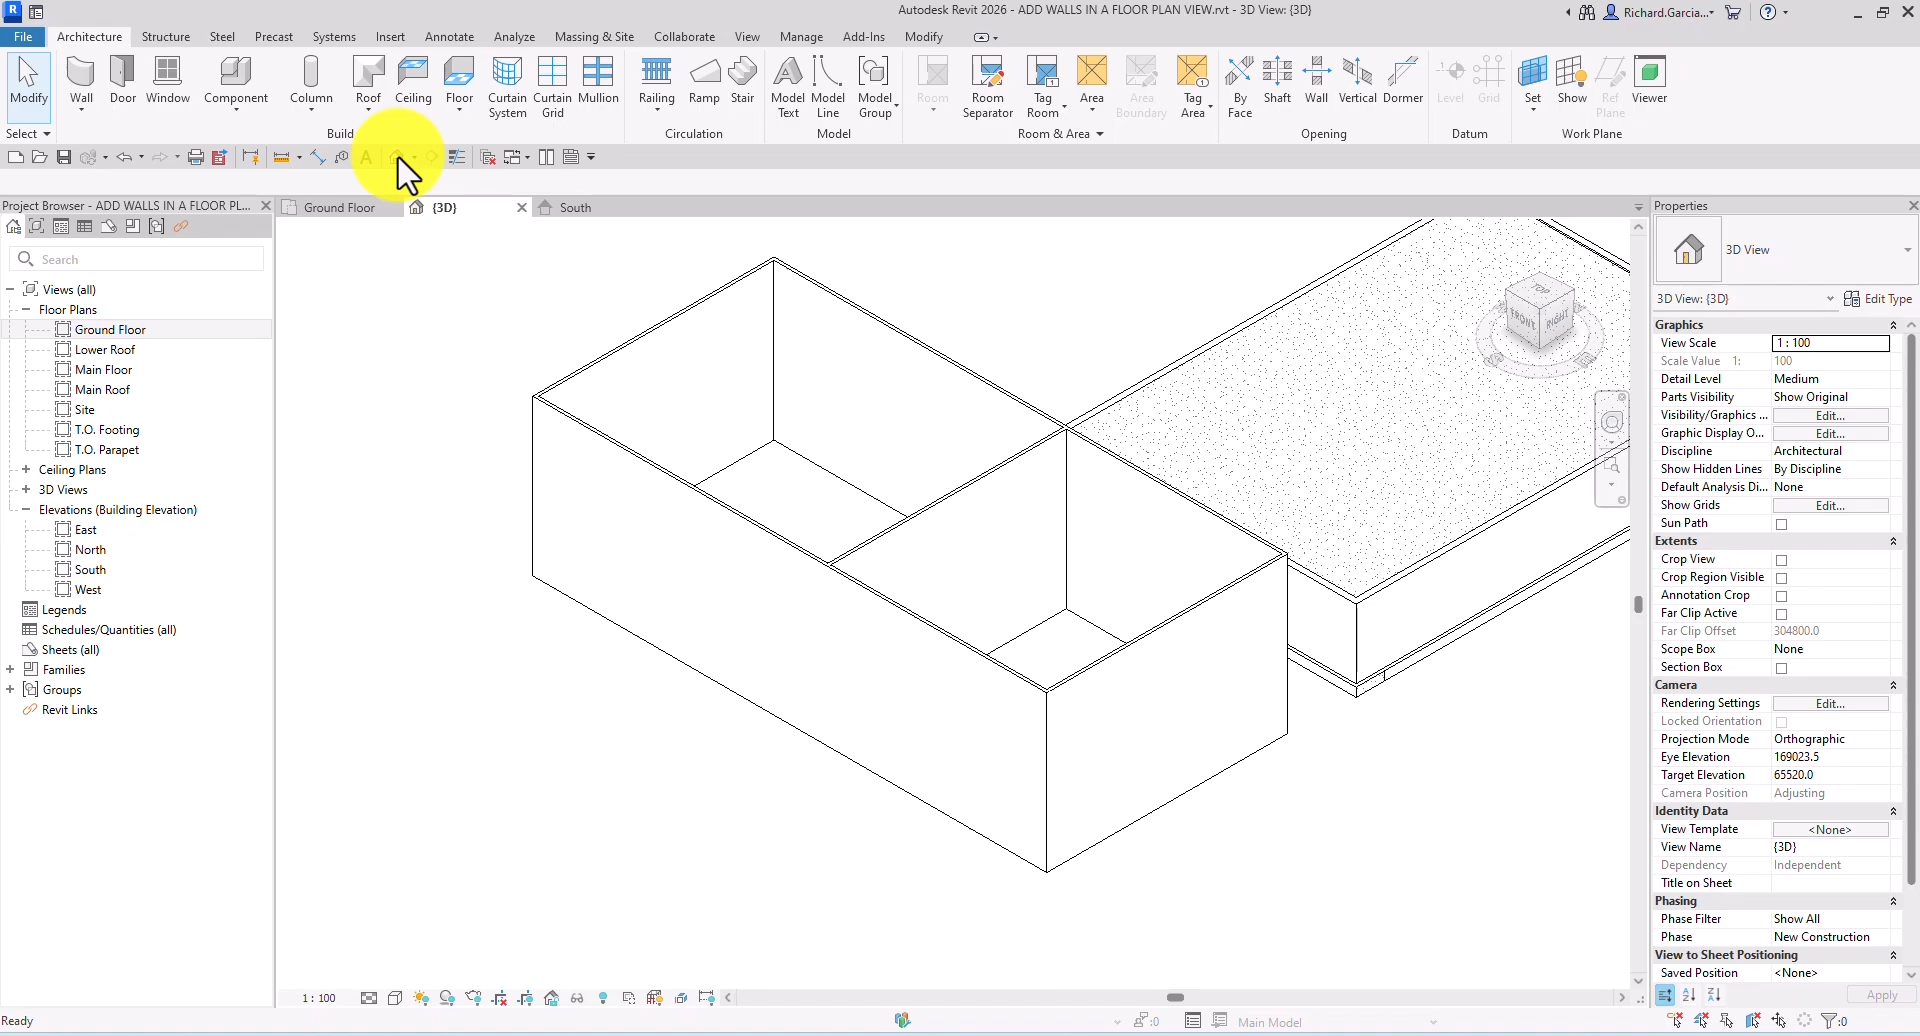 Autodesk Revit 2026 - ADD WALLS IN A FLOOR PLAN VIEW.rvt - 3D View: {3D}
Richard.Garcia...
File Architecture Structure Steel Precast Systems Insert Annotate Analyze Massing & Site Collaborate View Manage Add-Ins Modify
Modify Wall Door Window Component Column Roof Ceiling Floor Curtain System Curtain Grid Mullion Railing Ramp Stair Model Text Model Line Model Group Room Room Separator Tag Room Area Area Boundary Tag Area By Face Shaft Wall Vertical Dormer Level Grid Set Show Ref Plane Viewer
Select Build Circulation Model Room & Area Opening Datum Work Plane
Project Browser - ADD WALLS IN A FLOOR PL...
Ground Floor {3D} South
Search
Views (all)
Floor Plans
Ground Floor
Lower Roof
Main Floor
Main Roof
Site
T.O. Footing
T.O. Parapet
Ceiling Plans
3D Views
Elevations (Building Elevation)
East
North
South
West
Legends
Schedules/Quantities (all)
Sheets (all)
Families
Groups
Revit Links
TOP
FRONT RIGHT
Properties
3D View
3D View: {3D} Edit Type
Graphics
View Scale 1 : 100
Scale Value 1: 100
Detail Level Medium
Parts Visibility Show Original
Visibility/Graphics ... Edit...
Graphic Display O... Edit...
Discipline Architectural
Show Hidden Lines By Discipline
Default Analysis Di... None
Show Grids Edit...
Sun Path
Extents
Crop View
Crop Region Visible
Annotation Crop
Far Clip Active
Far Clip Offset 304800.0
Scope Box None
Section Box
Camera
Rendering Settings Edit...
Locked Orientation
Projection Mode Orthographic
Eye Elevation 169023.5
Target Elevation 65520.0
Camera Position Adjusting
Identity Data
View Template <None>
View Name {3D}
Dependency Independent
Title on Sheet
Phasing
Phase Filter Show All
Phase New Construction
View to Sheet Positioning
Saved Position <None>
Apply
1 : 100
Ready
:0 Main Model :0